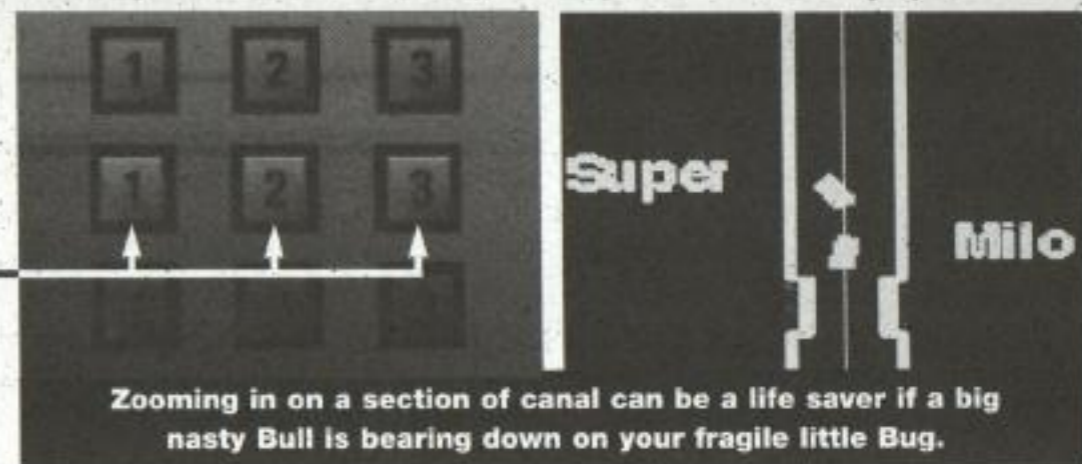 1 2 3
1 2 3
Super
Milo
Zooming in on a section of canal can be a life saver if a big
nasty Bull is bearing down on your fragile little Bug.